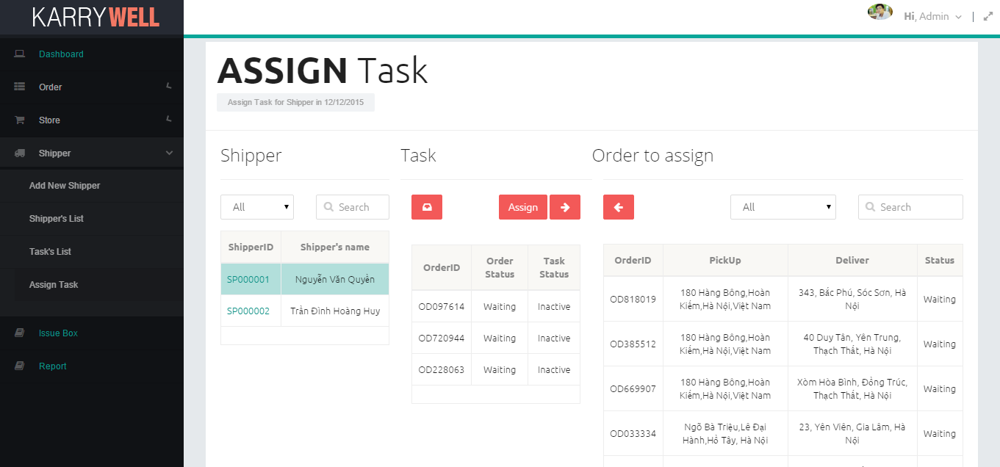 KARRYWELL
Hi, Admin
Dashboard
Order
Store
Shipper
Add New Shipper
Shipper's List
Task's List
Assign Task
Issue Box
Report
ASSIGN Task
Assign Task for Shipper in 12/12/2015
Shipper
All
Search
ShipperID Shipper's name
SP000001 Nguyễn Văn Quyền
SP000002 Trần Đình Hoàng Huy
Task
Assign
OrderID Order Status Task Status
OD097614 Waiting Inactive
OD720944 Waiting Inactive
OD228063 Waiting Inactive
Order to assign
All
Search
OrderID PickUp Deliver Status
OD818019 180 Hàng Bông,Hoàn Kiếm,Hà Nội,Việt Nam 343, Bắc Phú, Sóc Sơn, Hà Nội Waiting
OD385512 180 Hàng Bông,Hoàn Kiếm,Hà Nội,Việt Nam 40 Duy Tân, Yên Trung, Thạch Thất, Hà Nội Waiting
OD669907 180 Hàng Bông,Hoàn Kiếm,Hà Nội,Việt Nam Xòm Hòa Bình, Đồng Trúc, Thạch Thất, Hà Nội Waiting
OD033334 Ngõ Bà Triệu,Lê Đại Hành,Hồ Tây, Hà Nội 23, Yên Viên, Gia Lâm, Hà Nội Waiting